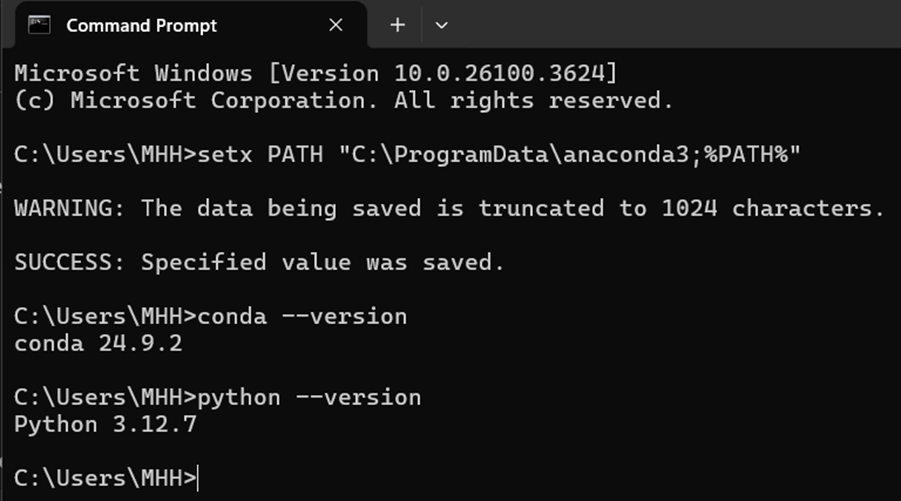 Command Prompt
Microsoft Windows [Version 10.0.26100.3624]
(c) Microsoft Corporation. All rights reserved.
C:\Users\MHH>setx PATH "C:\ProgramData\anaconda3;%PATH%"
WARNING: The data being saved is truncated to 1024 characters.
SUCCESS: Specified value was saved.
C:\Users\MHH>conda --version
conda 24.9.2
C:\Users\MHH>python --version
Python 3.12.7
C:\Users\MHH>